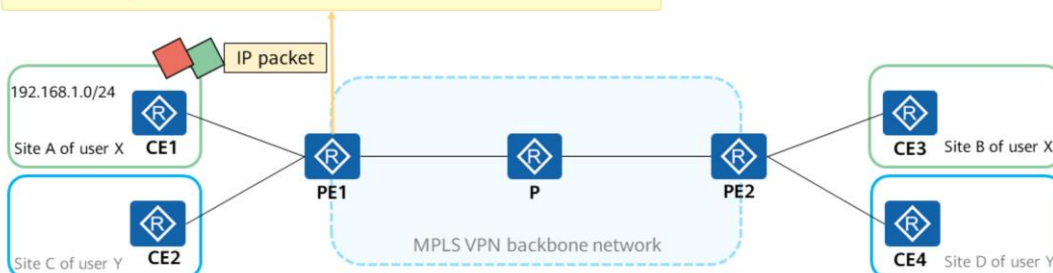 IP packet
192.168.1.0/24
Site A of user X
CE1
R
PE1
R
P
R
PE2
R
CE3
R
Site B of user X
Site C of user Y
CE2
R
MPLS VPN backbone network
CE4
R
Site D of user Y